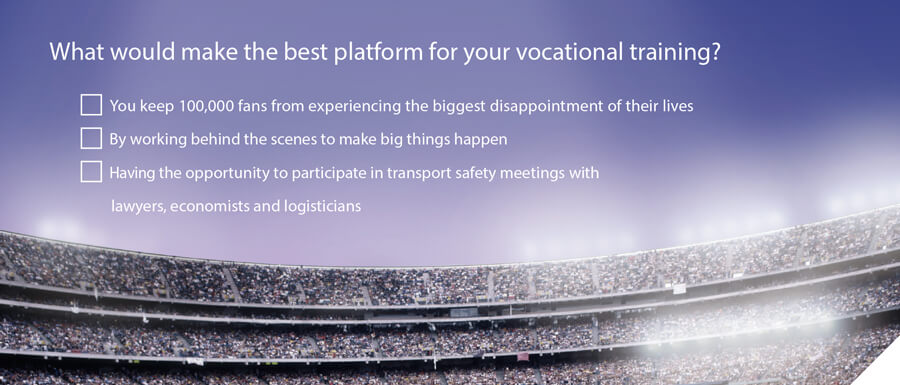 What would make the best platform for your vocational training?
You keep 100,000 fans from experiencing the biggest disappointment of their lives
By working behind the scenes to make big things happen
Having the opportunity to participate in transport safety meetings with
lawyers, economists and logisticians